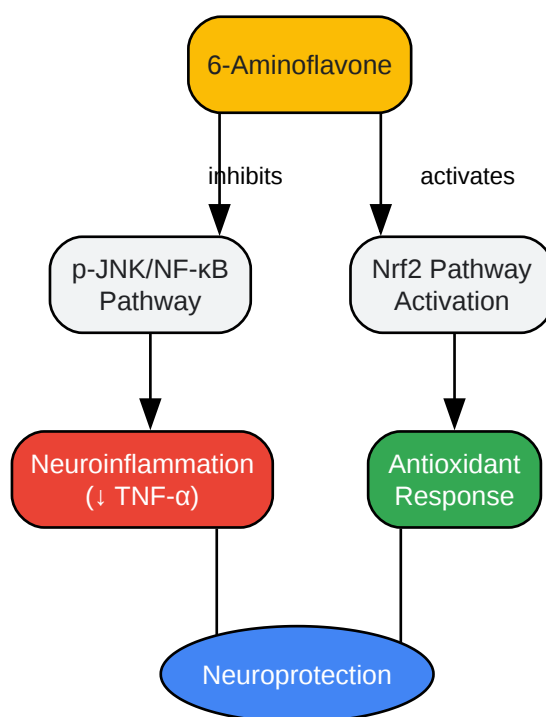 6-Aminoflavone
inhibits
activates
p-JNK/NF-κB
Pathway
Nrf2 Pathway
Activation
Neuroinflammation
(↓ TNF-α)
Antioxidant
Response
Neuroprotection